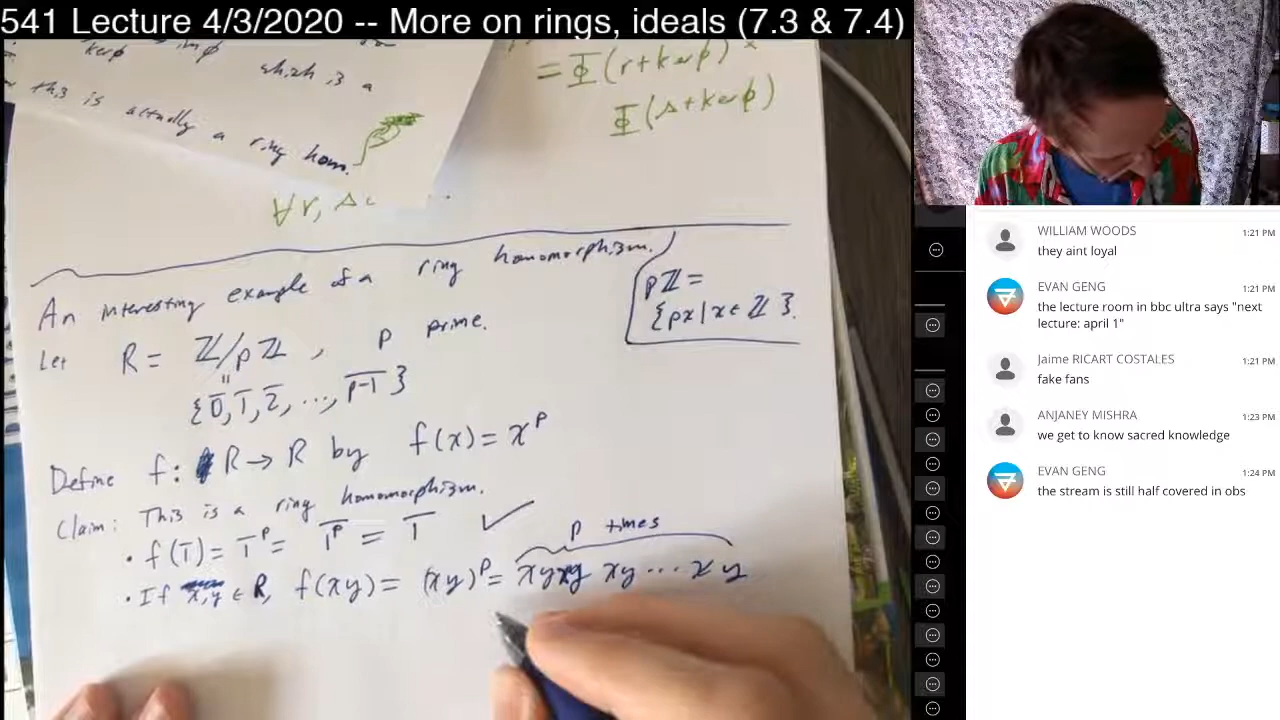 541 Lecture 4/3/2020 -- More on rings, ideals (7.3 & 7.4)
kerφ imφ
which is a
this is actually a ring hom.
= Φ(r+kerφ) ×
Φ(s+kerφ)
∀r, s
An interesting example of a ring homomorphism.
pℤ =
{px | x ∈ ℤ}.
Let R = ℤ/pℤ, p prime.
"
{0̄, 1̄, 2̄, ..., p-1̄}
Define f: R → R by f(x) = x^p
Claim: This is a ring homomorphism.
• f(1̄) = 1̄^p = 1^p̄ = 1̄ ✓
p times
• If x,y ∈ R, f(xy) = (xy)^p = xyxy xy ... xy
WILLIAM WOODS 1:21 PM
they aint loyal
EVAN GENG 1:21 PM
the lecture room in bbc ultra says "next
lecture: april 1"
Jaime RICART COSTALES 1:21 PM
fake fans
ANJANEY MISHRA 1:23 PM
we get to know sacred knowledge
EVAN GENG 1:24 PM
the stream is still half covered in obs